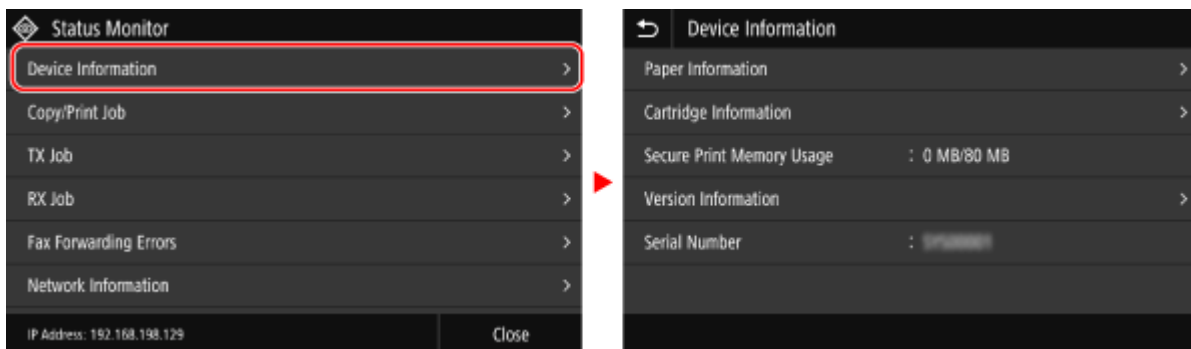 Status Monitor
Device Information
Copy/Print Job
TX Job
RX Job
Fax Forwarding Errors
Network Information
IP Address: 192.168.198.129
Close
Device Information
Paper Information
Cartridge Information
Secure Print Memory Usage : 0 MB/80 MB
Version Information
Serial Number :